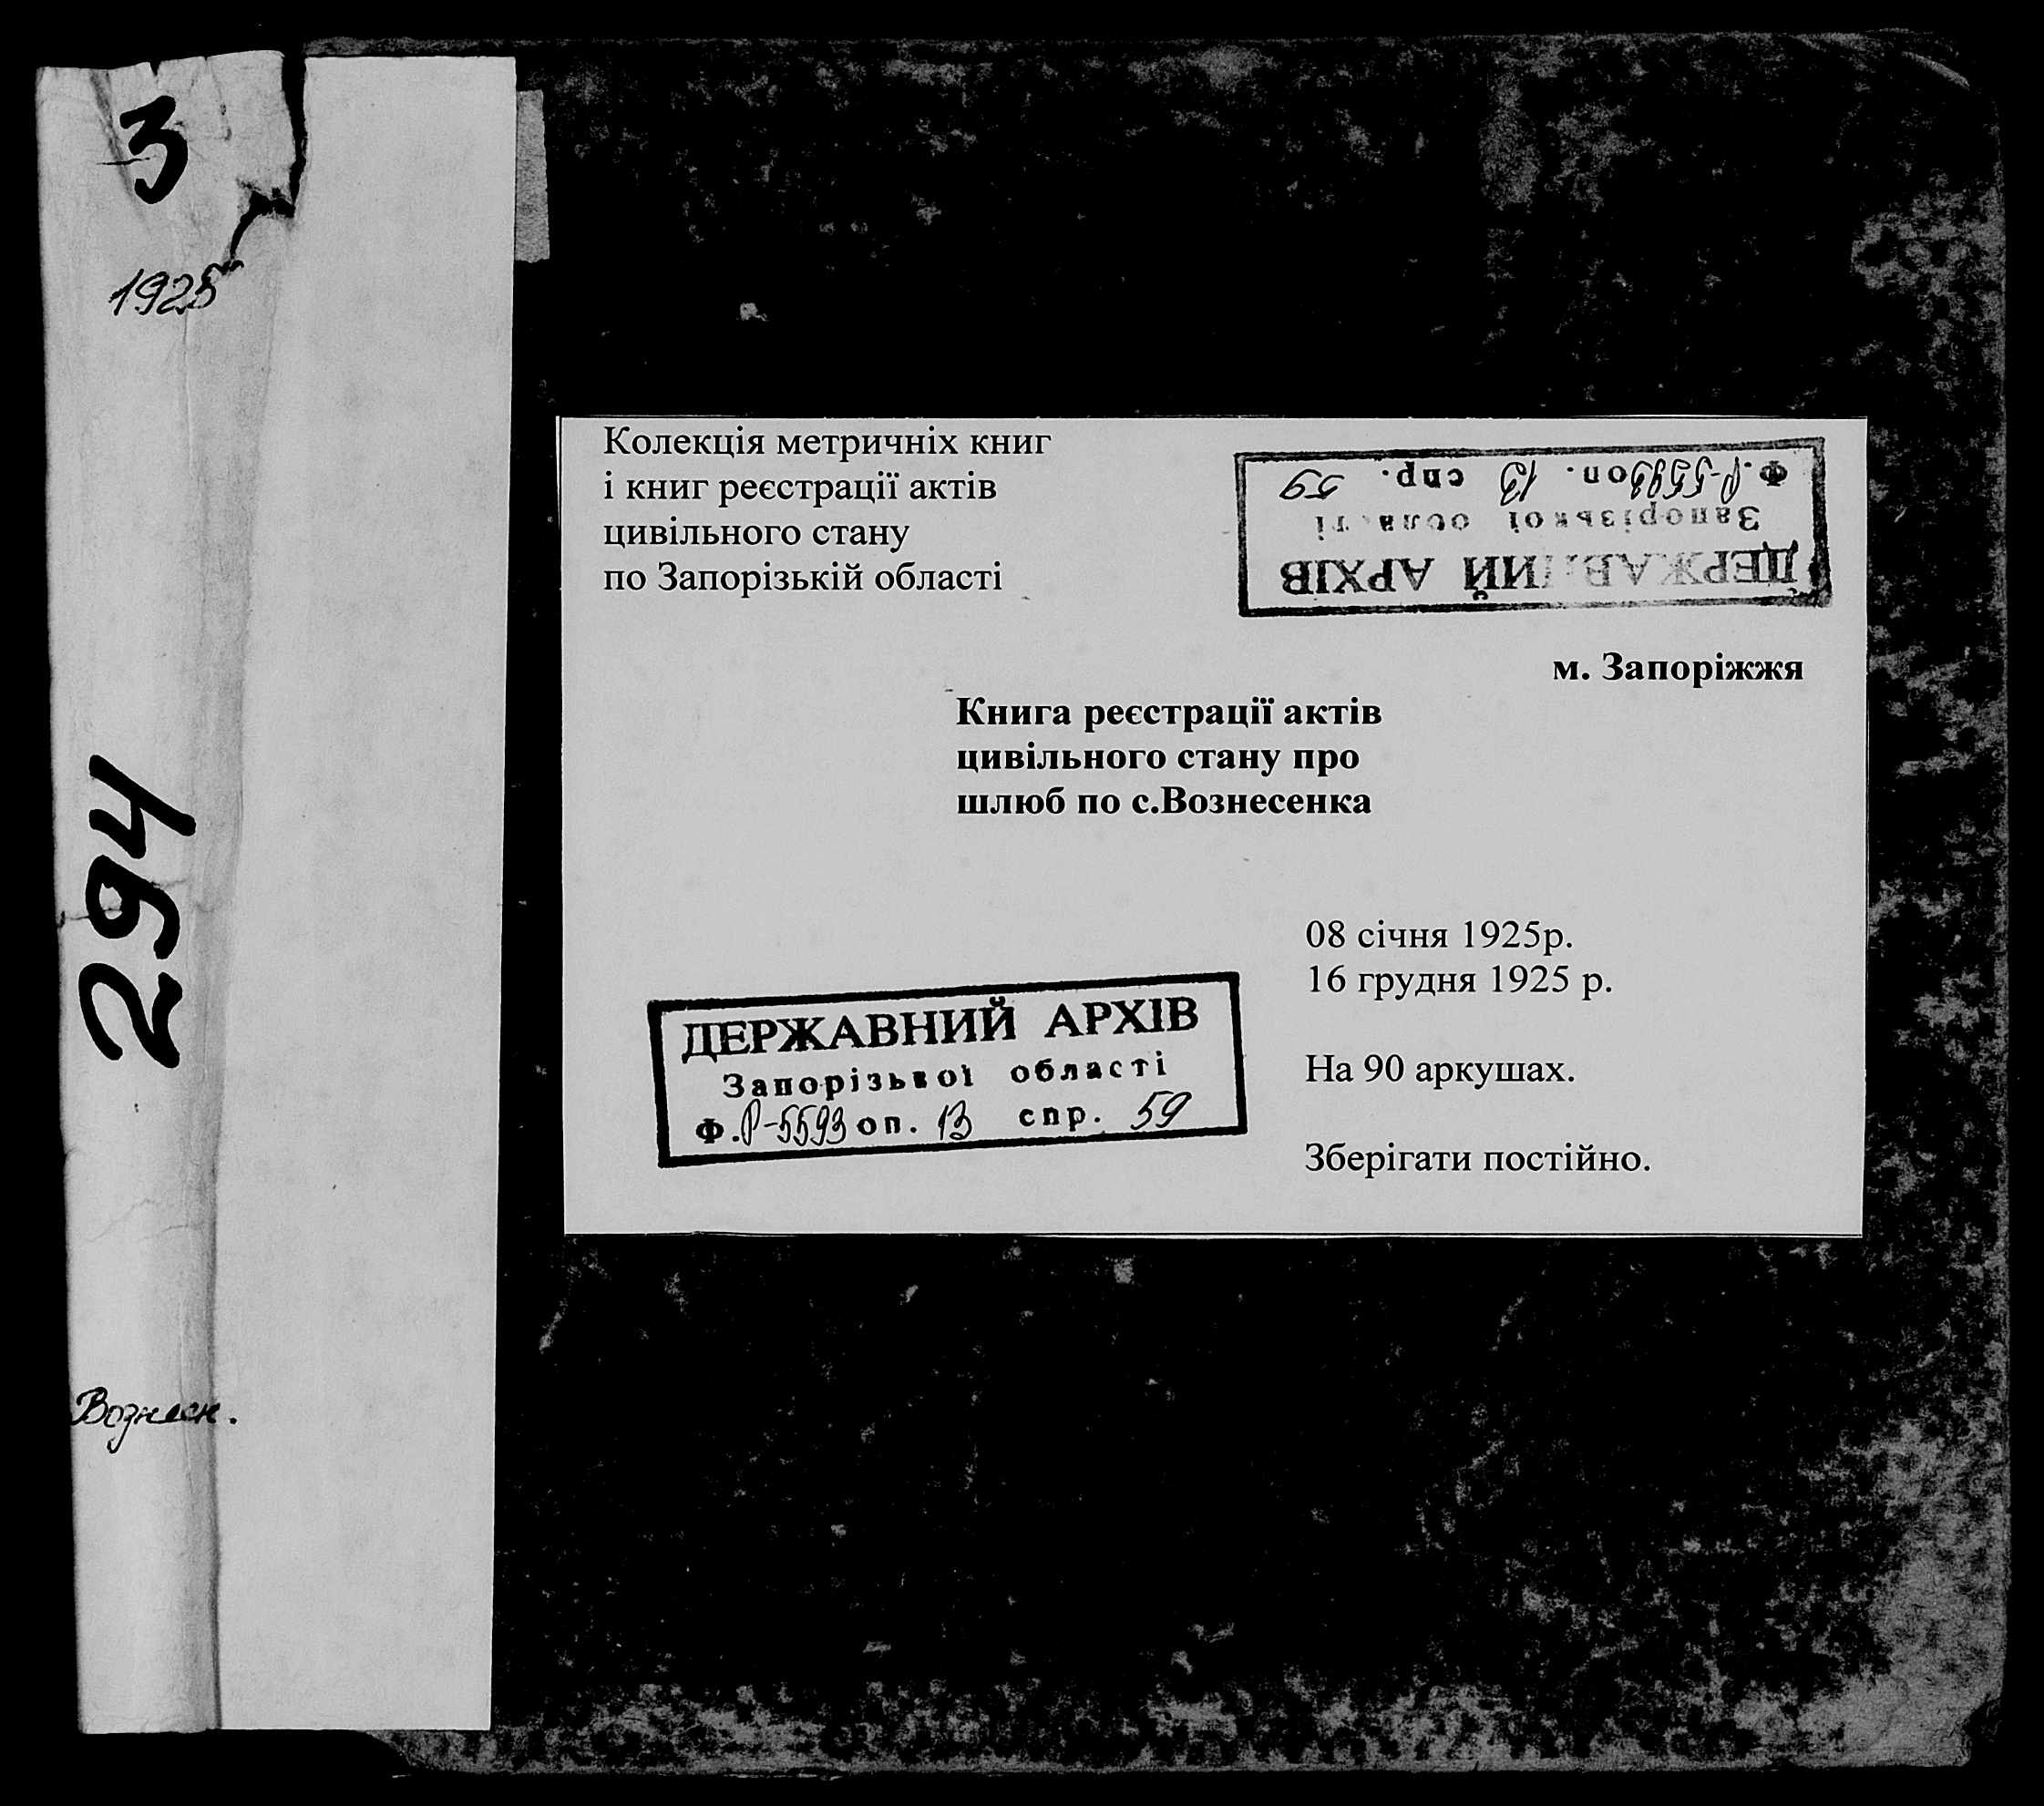 3
1925
294
Вознесн.
Колекція метричніх книг
і книг реєстрації актів
цивільного стану
по Запорізькій області
ДЕРЖАВНИЙ АРХІВ
Запорізької області
Ф. Р-5593 оп. 13 спр. 59
м. Запоріжжя
Книга реєстрації актів
цивільного стану про
шлюб по с.Вознесенка
08 січня 1925р.
16 грудня 1925 р.
На 90 аркушах.
Зберігати постійно.
ДЕРЖАВНИЙ АРХІВ
Запорізької області
Ф. Р-5593 оп. 13 спр. 59